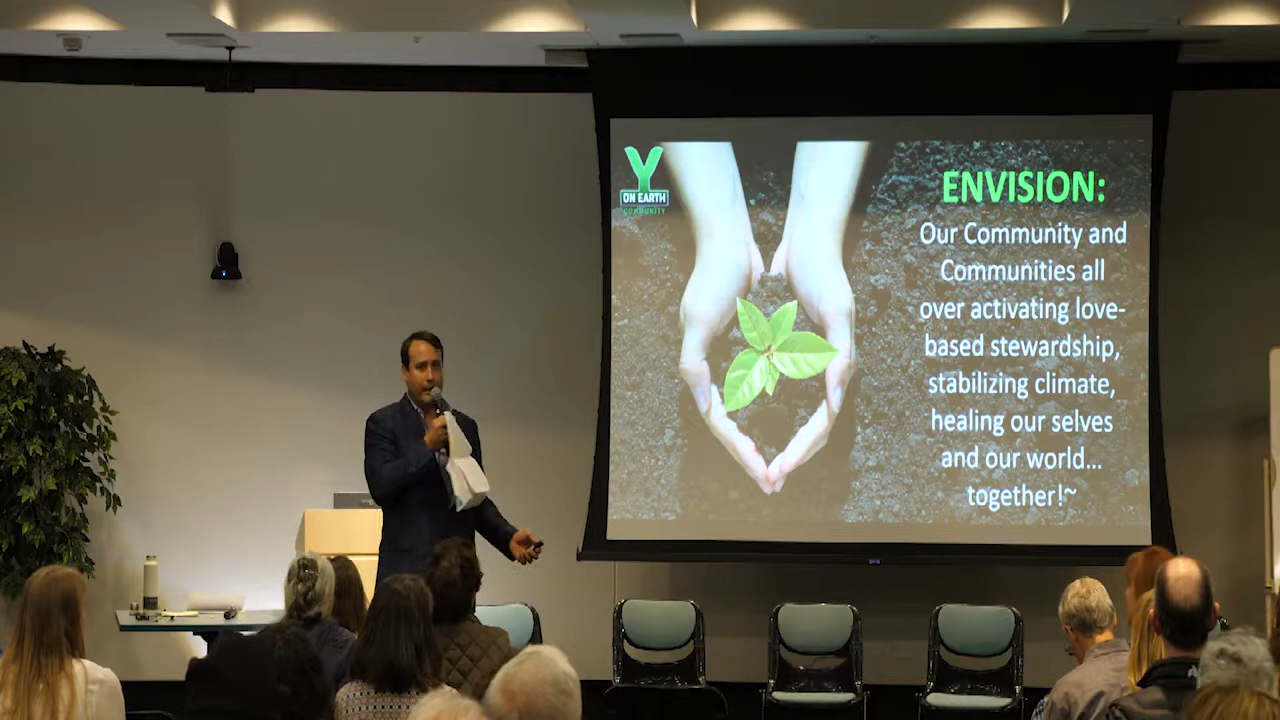 Y
ON EARTH
COMMUNITY
ENVISION:
Our Community and
Communities all
over activating love-
based stewardship,
stabilizing climate,
healing our selves
and our world...
together!~